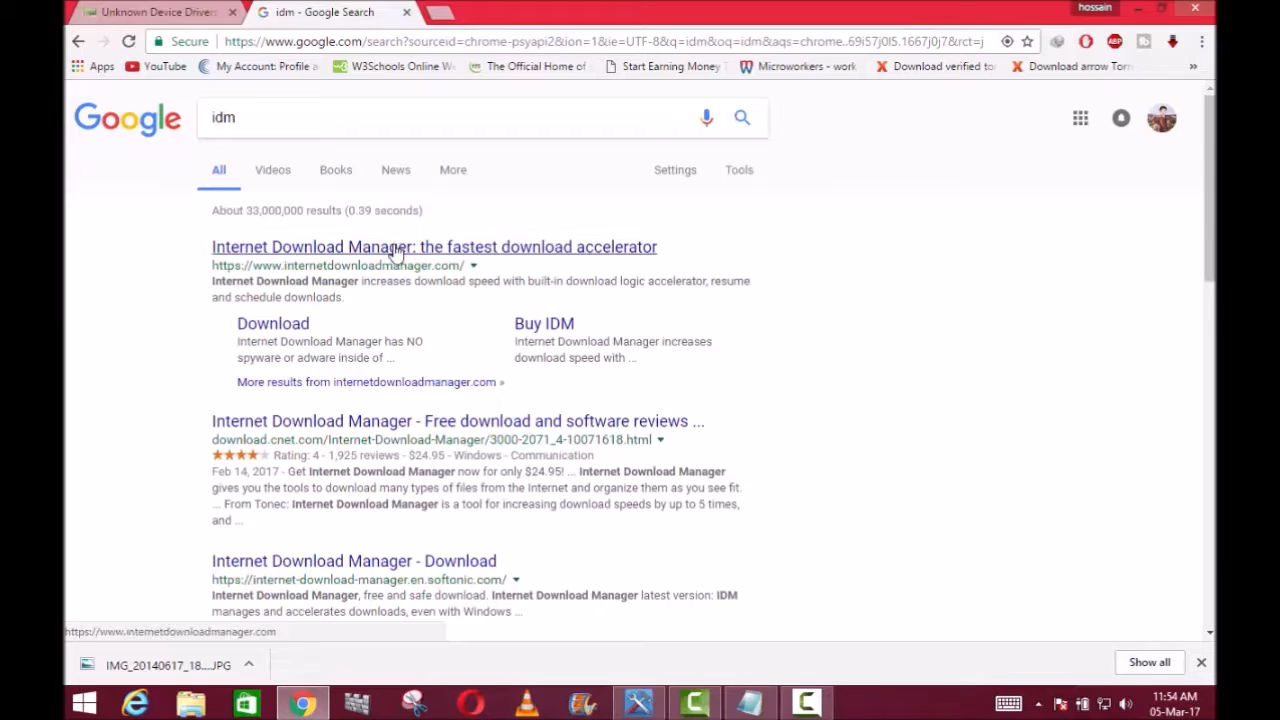 Unknown Device Driver
idm - Google Search
hossain
Secure
https://www.google.com/search?sourceid=chrome-psyapi2&ion=1&ie=UTF-8&q=idm&oq=idm&aqs=chrome..69i57j0l5.1667j0j7&rct=j
Apps
YouTube
My Account: Profile a
W3Schools Online W
The Official Home of
Start Earning Money
Microworkers - work
Download verified to
Download arrow Torr
»
Google
idm
All
Videos
Books
News
More
Settings
Tools
About 33,000,000 results (0.39 seconds)
Internet Download Manager: the fastest download accelerator
https://www.internetdownloadmanager.com/
Internet Download Manager increases download speed with built-in download logic accelerator, resume
and schedule downloads.
Download
Internet Download Manager has NO
spyware or adware inside of ...
Buy IDM
Internet Download Manager increases
download speed with ...
More results from internetdownloadmanager.com »
Internet Download Manager - Free download and software reviews ...
download.cnet.com/Internet-Download-Manager/3000-2071_4-10071618.html
Rating: 4 - 1,925 reviews - $24.95 - Windows - Communication
Feb 14, 2017 - Get Internet Download Manager now for only $24.95! ... Internet Download Manager
gives you the tools to download many types of files from the Internet and organize them as you see fit.
... From Tonec: Internet Download Manager is a tool for increasing download speeds by up to 5 times,
and ...
Internet Download Manager - Download
https://internet-download-manager.en.softonic.com/
Internet Download Manager, free and safe download. Internet Download Manager latest version: IDM
manages and accelerates downloads, even with Windows ...
https://www.internetdownloadmanager.com
IMG_20140617_18....JPG
Show all
11:54 AM
05-Mar-17